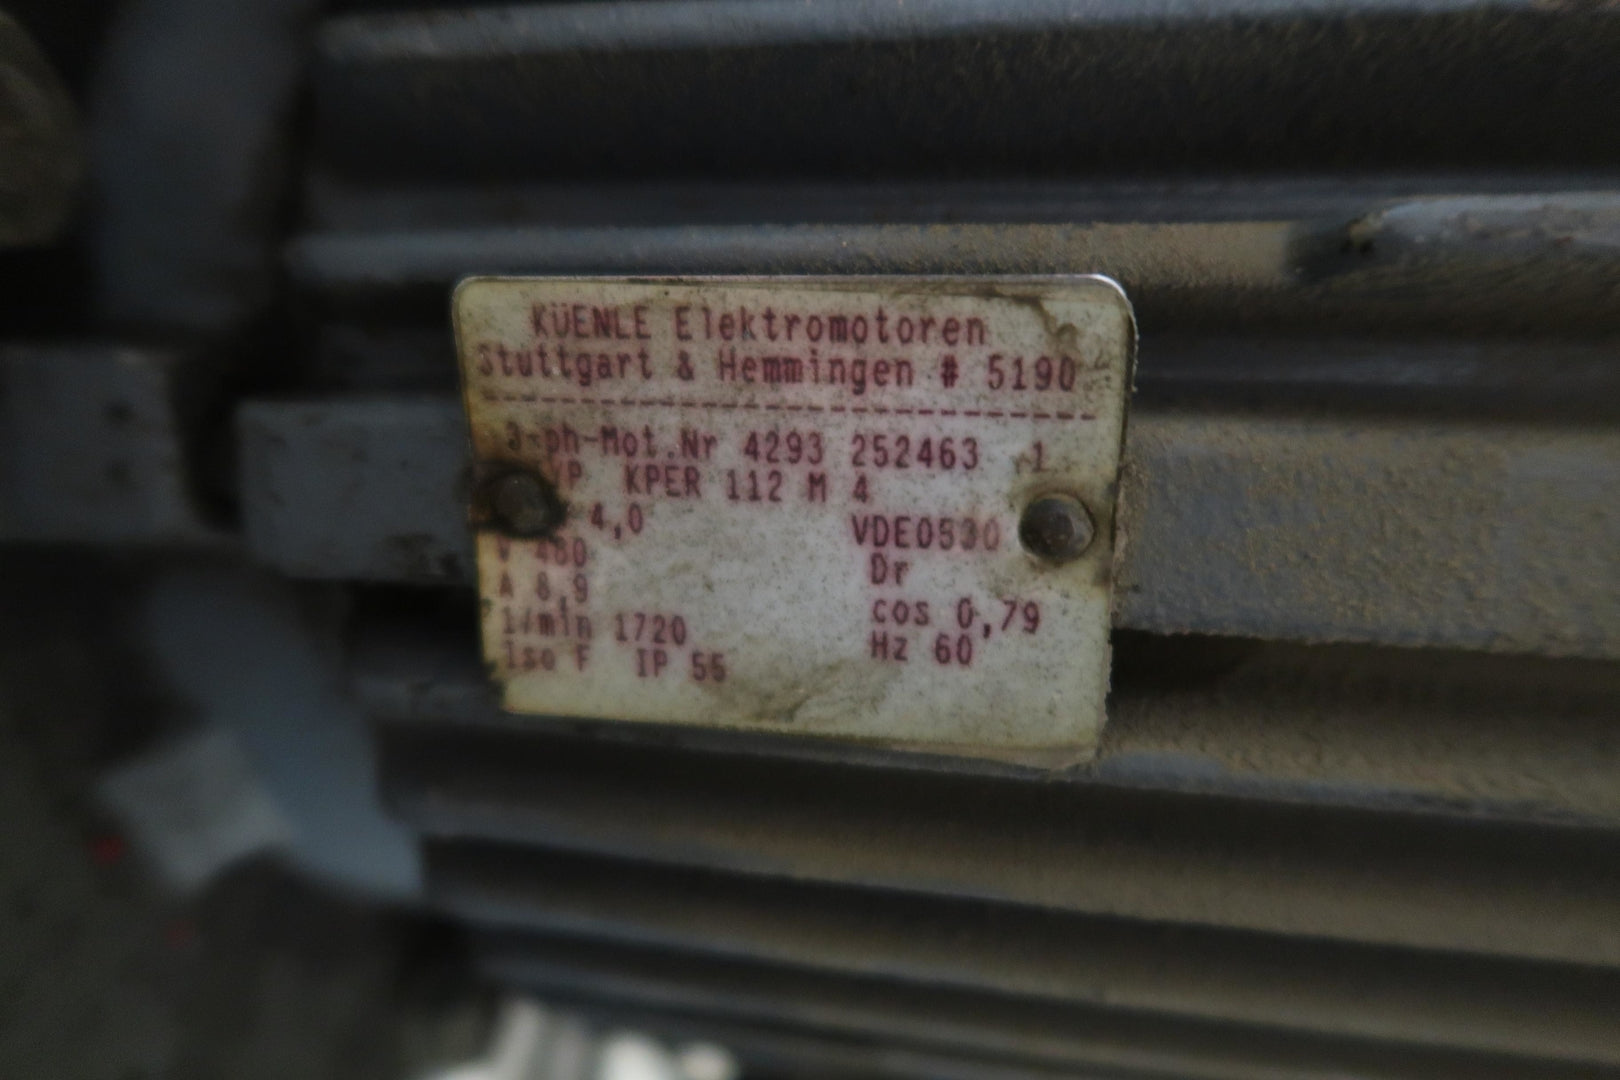 KÜENLE Elektromotoren
Stuttgart & Hemmingen # 5190
3-ph-Mot.Nr 4293 252463 1
KPER 112 M 4
4,0 VDE0530
V 460 Dr
A 8,9
1/min 1720 cos 0,79
Iso F IP 55 Hz 60